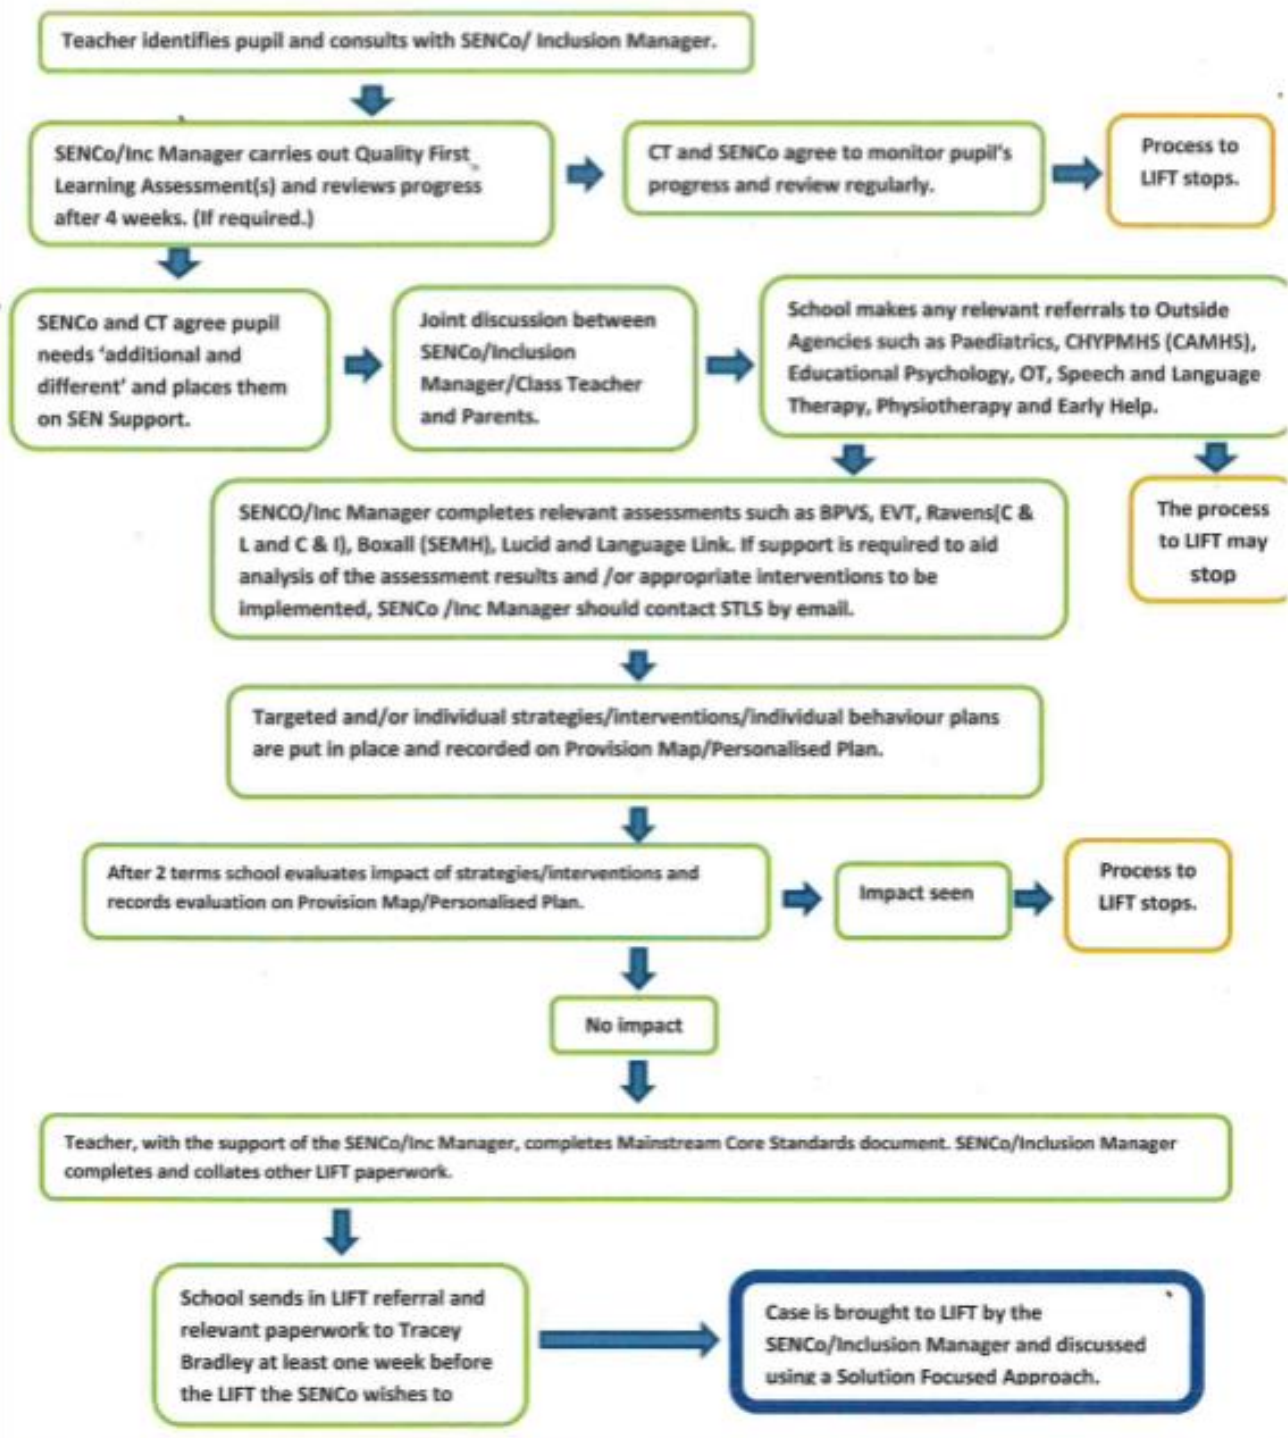 Teacher identifies pupil and consults with SENCo/ Inclusion Manager.
SENCo/Inc Manager carries out Quality First
Learning Assessment(s) and reviews progress
after 4 weeks. (If required.)
CT and SENCo agree to monitor pupil's
progress and review regularly.
Process to
LIFT stops.
SENCo and CT agree pupil
needs 'additional and
different' and places them
on SEN Support.
Joint discussion between
SENCo/Inclusion
Manager/Class Teacher
and Parents.
School makes any relevant referrals to Outside
Agencies such as Paediatrics, CHYPMHS (CAMHS),
Educational Psychology, OT, Speech and Language
Therapy, Physiotherapy and Early Help.
SENCO/Inc Manager completes relevant assessments such as BPVS, EVT, Ravens(C &
L and C & I), Boxall (SEMH), Lucid and Language Link. If support is required to aid
analysis of the assessment results and /or appropriate interventions to be
implemented, SENCo /Inc Manager should contact STLS by email.
The process
to LIFT may
stop
Targeted and/or individual strategies/interventions/individual behaviour plans
are put in place and recorded on Provision Map/Personalised Plan.
After 2 terms school evaluates impact of strategies/interventions and
records evaluation on Provision Map/Personalised Plan.
Impact seen
Process to
LIFT stops.
No impact
Teacher, with the support of the SENCo/Inc Manager, completes Mainstream Core Standards document. SENCo/Inclusion Manager
completes and collates other LIFT paperwork.
School sends in LIFT referral and
relevant paperwork to Tracey
Bradley at least one week before
the LIFT the SENCo wishes to
Case is brought to LIFT by the
SENCo/Inclusion Manager and discussed
using a Solution Focused Approach.